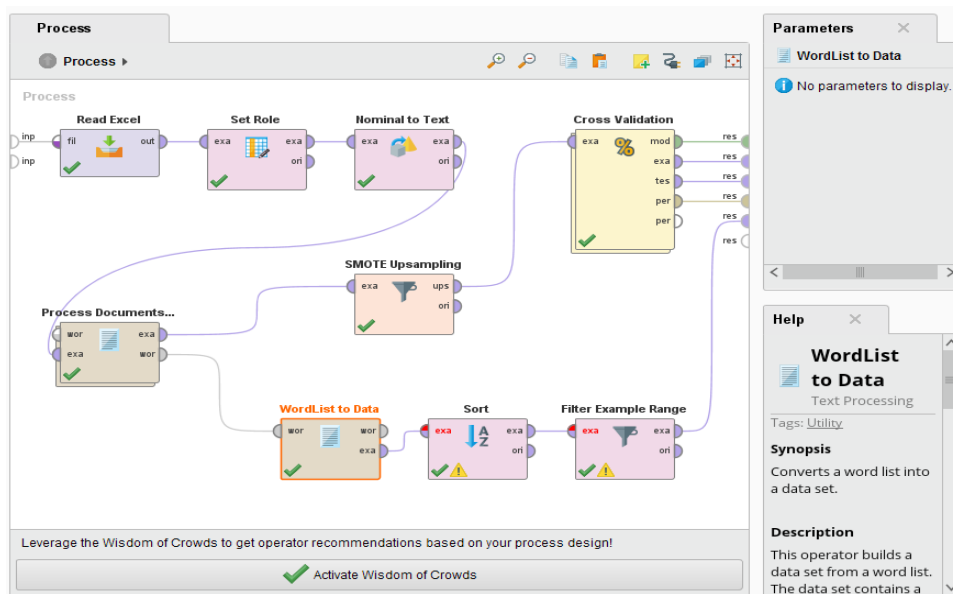 Process
Process
Process
inp
inp
Read Excel
fil out
Set Role
exa exa
ori
Nominal to Text
exa exa
ori
Cross Validation
exa mod
exa
tes
per
per
res
res
res
res
res
res
SMOTE Upsampling
exa ups
ori
Process Documents...
wor exa
exa wor
WordList to Data
wor wor
exa
Sort
exa exa
ori
A
Z
Filter Example Range
exa exa
ori
Leverage the Wisdom of Crowds to get operator recommendations based on your process design!
Activate Wisdom of Crowds
Parameters
WordList to Data
No parameters to display.
Help
WordList
to Data
Text Processing
Tags: Utility
Synopsis
Converts a word list into
a data set.
Description
This operator builds a
data set from a word list.
The data set contains a